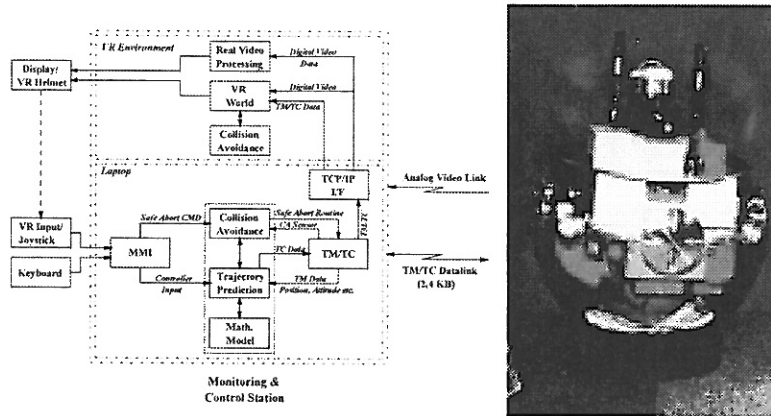 VR Environment
Real Video
Processing
Digital Video
Data
Display/
VR Helmet
VR
World
Digital Video
TM/TC Data
Collision
Avoidance
Laptop
TCP/IP
I/F
Analog Video Link
TM/TC
VR Input/
Joystick
Safe Abort CMD
Collision
Avoidance
Safe Abort Routine
CA Sensor
MMI
TC Data
TM/TC
Keyboard
Controller
Input
Trajectory
Prediction
TM Data
Position, Attitude etc.
TM/TC Datalink
(2,4 KB)
Math.
Model
Monitoring &
Control Station